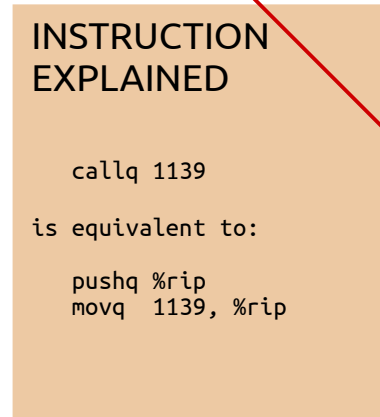 INSTRUCTION
EXPLAINED
callq 1139
is equivalent to:
pushq %rip
movq 1139, %rip